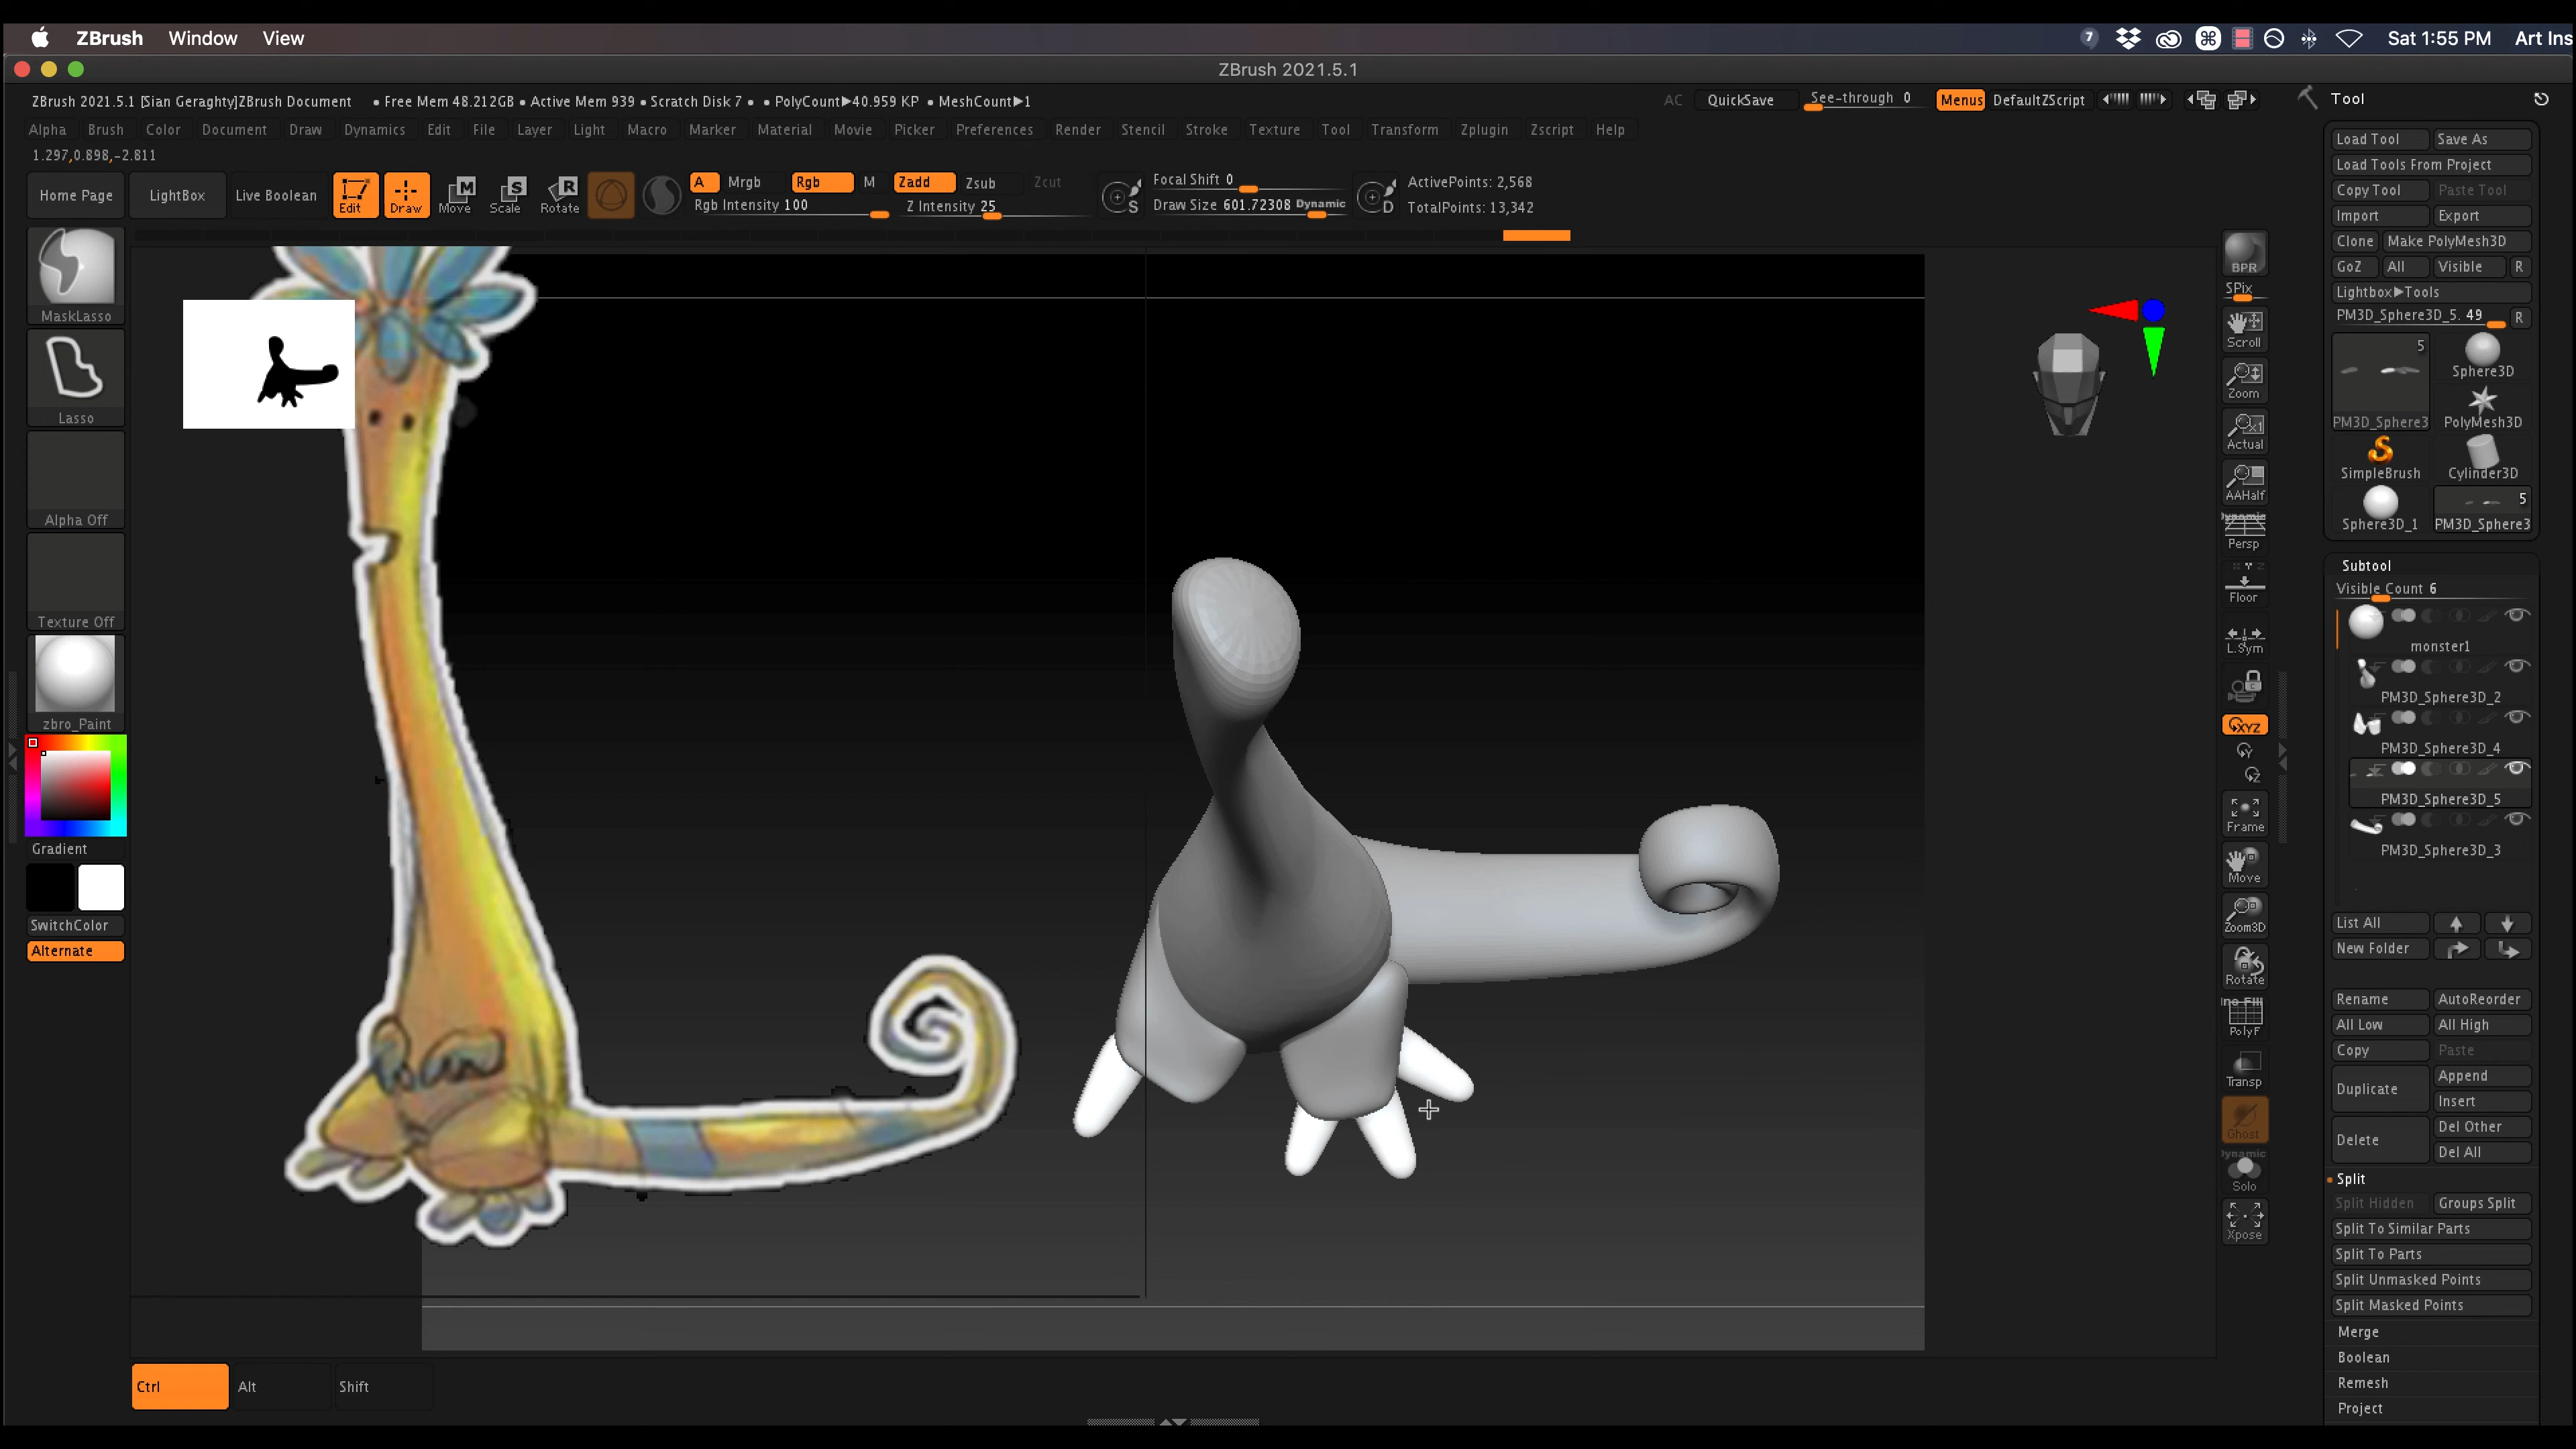 ZBrush Window View
7 Sat 1:55 PM Art Ins
ZBrush 2021.5.1
ZBrush 2021.5.1 [Sian Geraghty]ZBrush Document • Free Mem 48.212GB • Active Mem 939 • Scratch Disk 7 • • PolyCount▶40.959 KP • MeshCount▶1
AC QuickSave See-through 0 Menus DefaultZScript
Alpha Brush Color Document Draw Dynamics Edit File Layer Light Macro Marker Material Movie Picker Preferences Render Stencil Stroke Texture Tool Transform Zplugin Zscript Help
1.297,0.898,-2.811
Home Page LightBox Live Boolean Edit Draw Move Scale Rotate
A Mrgb Rgb M Zadd Zsub Zcut
Rgb Intensity 100 Z Intensity 25
Focal Shift 0
Draw Size 601.72308 Dynamic
ActivePoints: 2,568
TotalPoints: 13,342
MaskLasso
Lasso
Alpha Off
Texture Off
zbro_Paint
Gradient
SwitchColor
Alternate
Ctrl Alt Shift
BPR
SPix
Scroll
Zoom
Actual
AAHalf
Dynamic
Persp
Floor
L.Sym
XYZ
Y
Z
Frame
Move
Zoom3D
Rotate
PolyF
Transp
Ghost
Dynamic
Solo
Xpose
Tool
Load Tool Save As
Load Tools From Project
Copy Tool Paste Tool
Import Export
Clone Make PolyMesh3D
GoZ All Visible R
Lightbox▶Tools
PM3D_Sphere3D_5. 49 R
5
Sphere3D
PM3D_Sphere3 PolyMesh3D
SimpleBrush Cylinder3D
5
Sphere3D_1 PM3D_Sphere3
Subtool
Visible Count 6
monster1
PM3D_Sphere3D_2
PM3D_Sphere3D_4
PM3D_Sphere3D_5
PM3D_Sphere3D_3
List All
New Folder
Rename AutoReorder
All Low All High
Copy Paste
Duplicate Append
Insert
Delete Del Other
Del All
Split
Split Hidden Groups Split
Split To Similar Parts
Split To Parts
Split Unmasked Points
Split Masked Points
Merge
Boolean
Remesh
Project